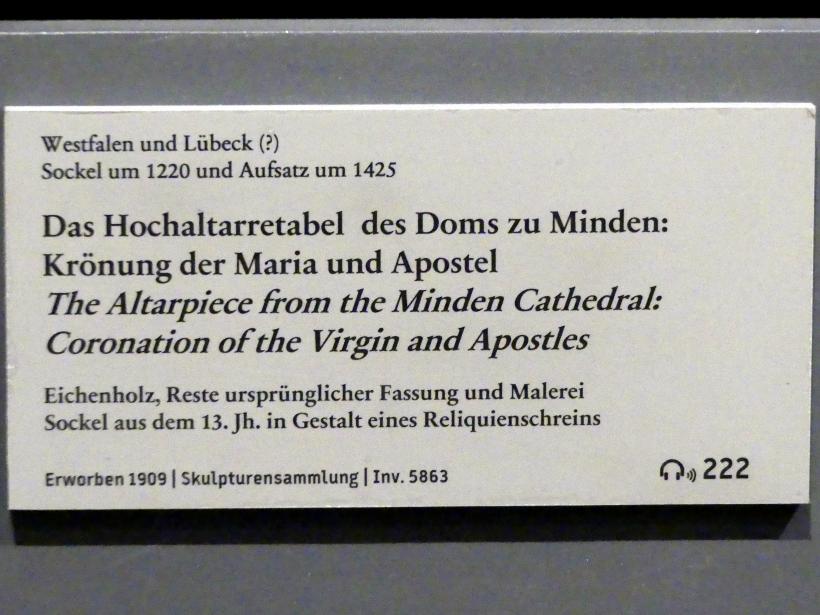 Westfalen und Lübeck (?)
Sockel um 1220 und Aufsatz um 1425
Das Hochaltarretabel des Doms zu Minden:
Krönung der Maria und Apostel
The Altarpiece from the Minden Cathedral:
Coronation of the Virgin and Apostles
Eichenholz, Reste ursprünglicher Fassung und Malerei
Sockel aus dem 13. Jh. in Gestalt eines Reliquienschreins
Erworben 1909 | Skulpturensammlung | Inv. 5863
222